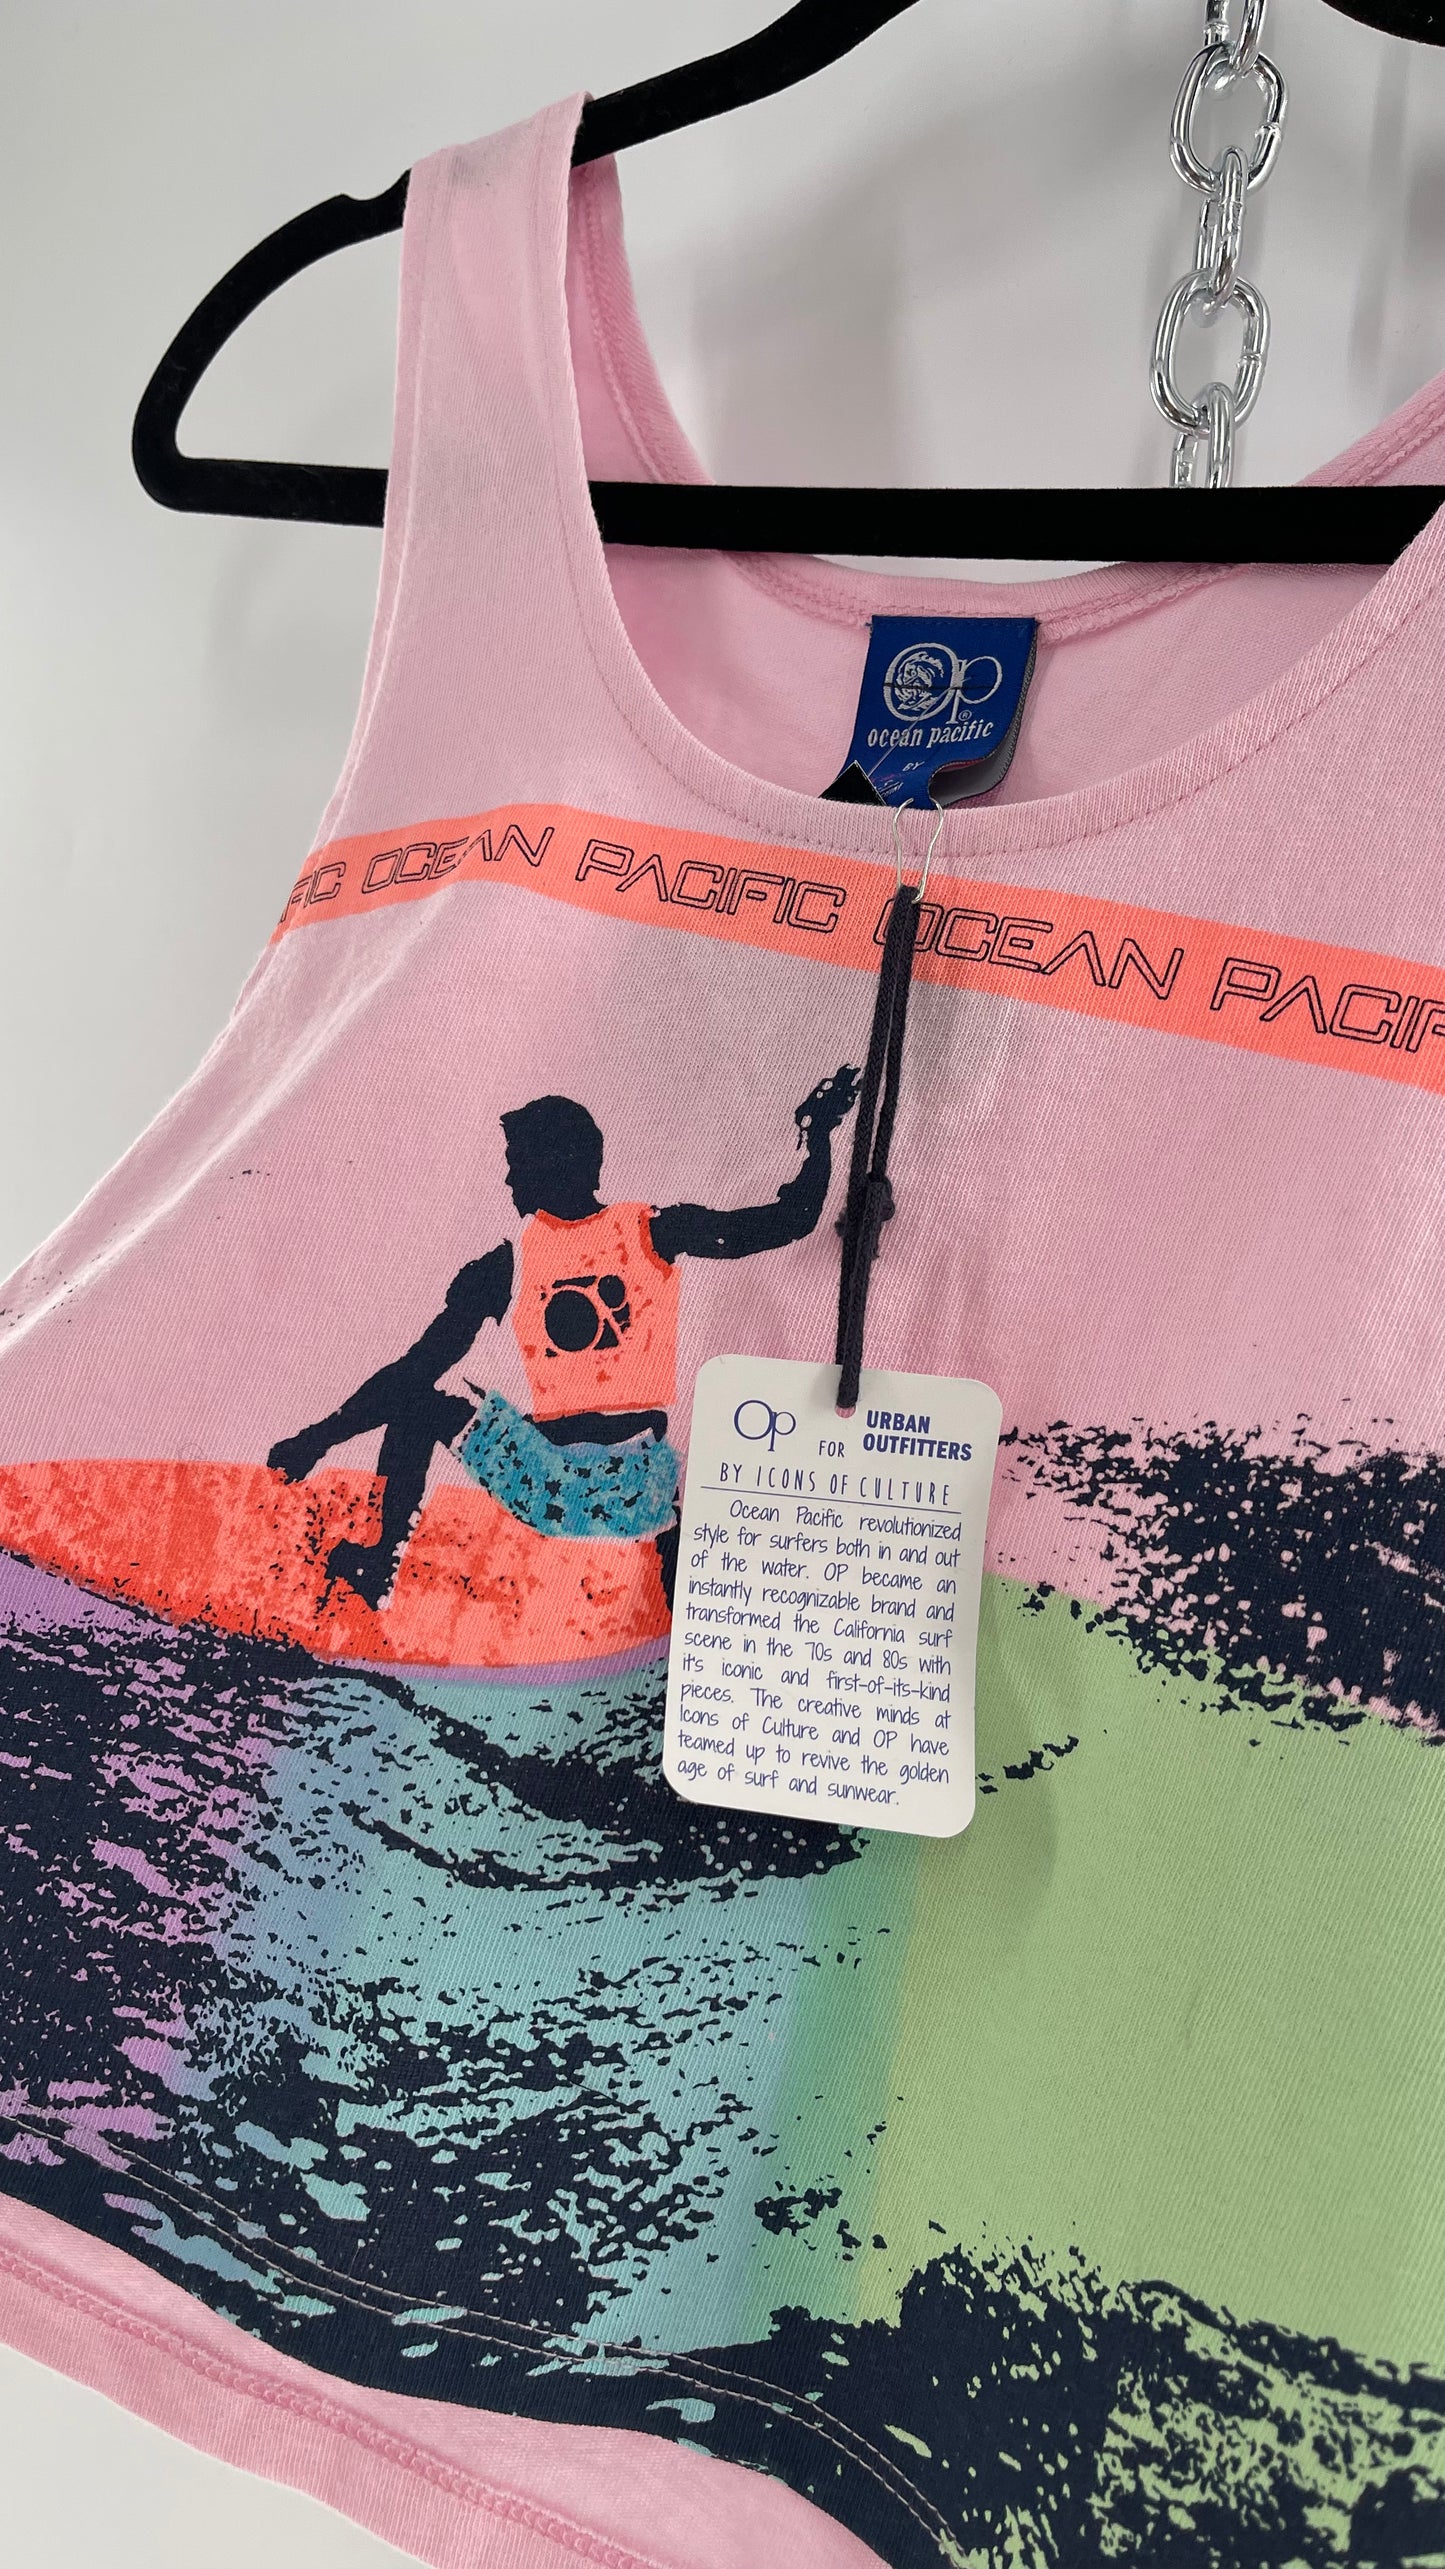 Op
®
ocean pacific
BY
FIC OCEAN PACIFIC OCEAN PACIF
Op FOR URBAN OUTFITTERS
BY ICONS OF CULTURE
Ocean Pacific revolutionized
style for surfers both in and out
of the water. OP became an
instantly recognizable brand and
transformed the California surf
scene in the 70s and 80s with
it's iconic and first-of-its-kind
pieces. The creative minds at
Icons of Culture and OP have
teamed up to revive the golden
age of surf and sunwear.